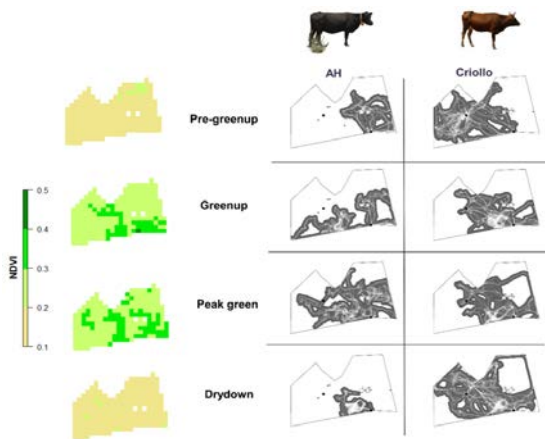 AH Criollo
Pre-greenup
Greenup
Peak green
Drydown
NDVI
0.5
0.4
0.3
0.2
0.1